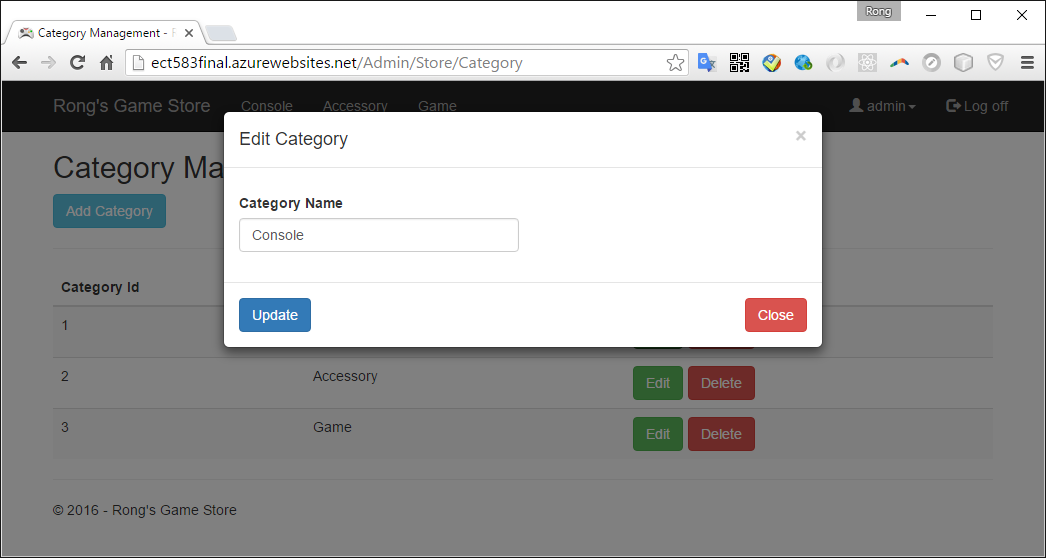 Rong
Category Management - R
ect583final.azurewebsites.net/Admin/Store/Category
Rong's Game Store Console Accessory Game admin Log off
Edit Category ×
Category Ma
Add Category
Category Name
Console
Category Id
Update Close
1
2 Accessory Edit Delete
3 Game Edit Delete
© 2016 - Rong's Game Store